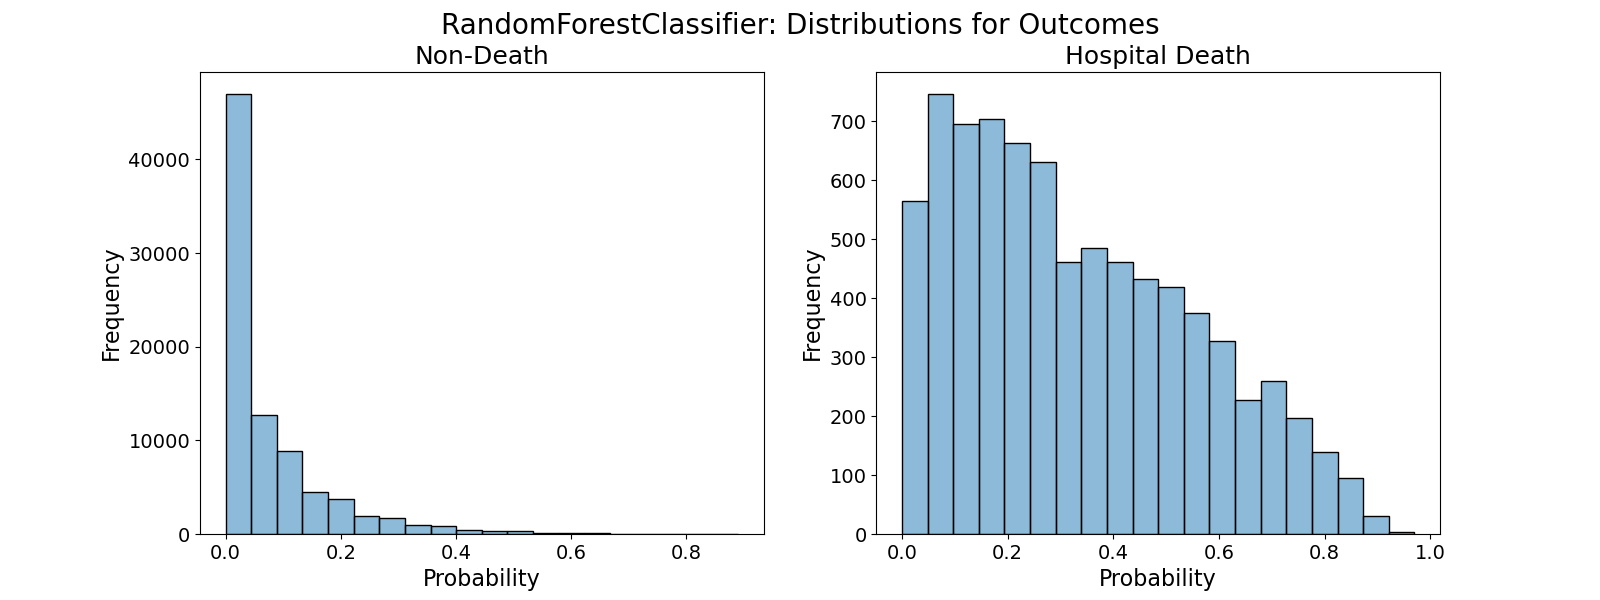 RandomForestClassifier: Distributions for Outcomes
Non-Death
Hospital Death
Frequency
40000
30000
20000
10000
0
0.0 0.2 0.4 0.6 0.8
Probability
Frequency
700
600
500
400
300
200
100
0
0.0 0.2 0.4 0.6 0.8 1.0
Probability